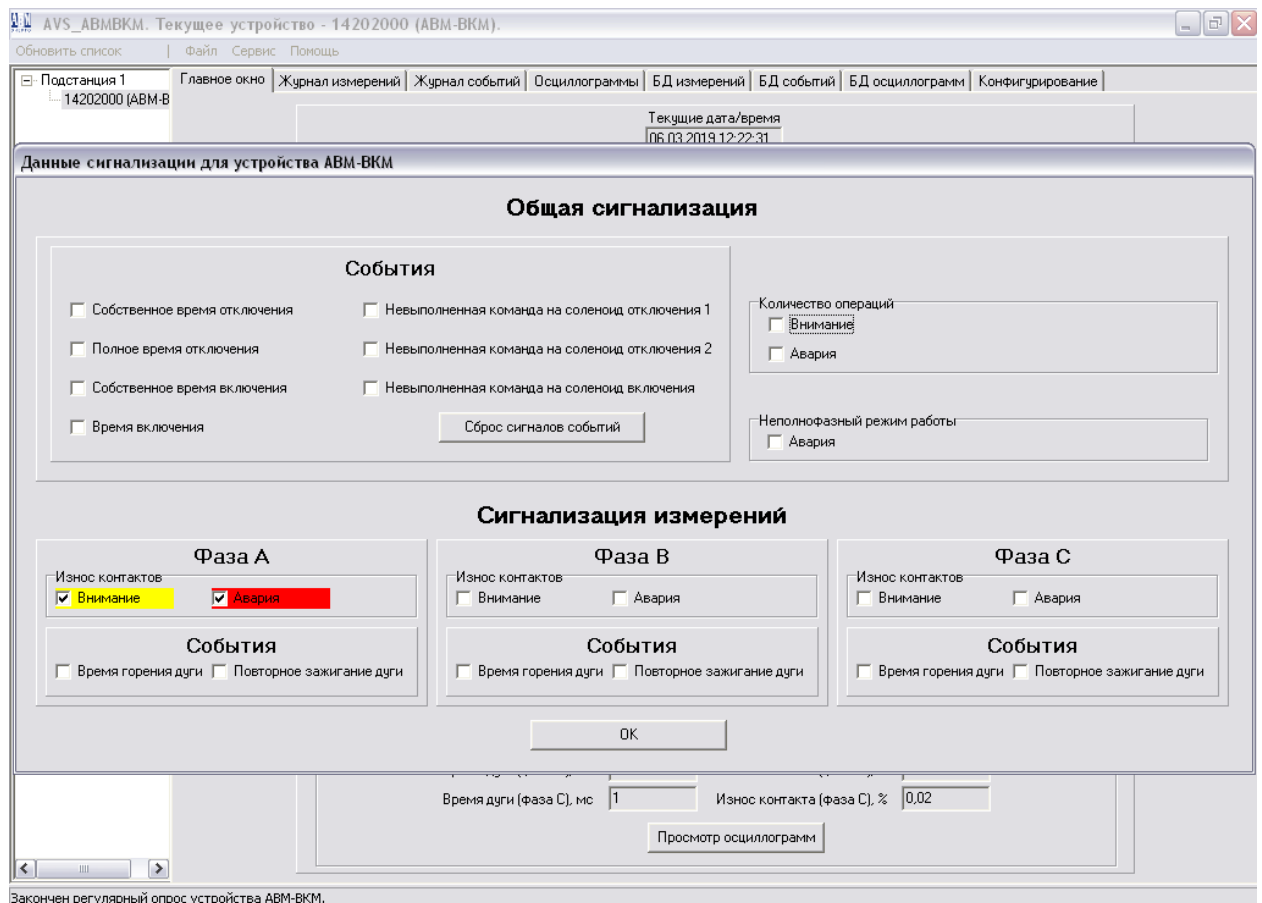 AVS_АВМВКМ. Текущее устройство - 14202000 (АВМ-ВКМ).
Обновить список | Файл Сервис Помощь
Подстанция 1
14202000 (АВМ-В
Главное окно Журнал измерений Журнал событий Осциллограммы БД измерений БД событий БД осциллограмм Конфигурирование
Текущие дата/время
06.03.2019 12:22:31
Данные сигнализации для устройства АВМ-ВКМ
Общая сигнализация
События
Собственное время отключения
Невыполненная команда на соленоид отключения 1
Полное время отключения
Невыполненная команда на соленоид отключения 2
Собственное время включения
Невыполненная команда на соленоид включения
Время включения
Сброс сигналов событий
Количество операций
Внимание
Авария
Неполнофазный режим работы
Авария
Сигнализация измерений
Фаза А
Износ контактов
Внимание Авария
События
Время горения дуги Повторное зажигание дуги
Фаза В
Износ контактов
Внимание Авария
События
Время горения дуги Повторное зажигание дуги
Фаза С
Износ контактов
Внимание Авария
События
Время горения дуги Повторное зажигание дуги
OK
Время дуги (фаза С), мс 1 Износ контакта (фаза С), % 0,02
Просмотр осциллограмм
Закончен регулярный опрос устройства АВМ-ВКМ.